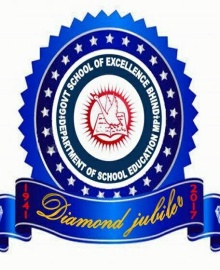 GOVT SCHOOL OF EXCELLENCE BHIND
DEPARTMENT OF SCHOOL EDUCATION MP
1941
Diamond jubilee
2017